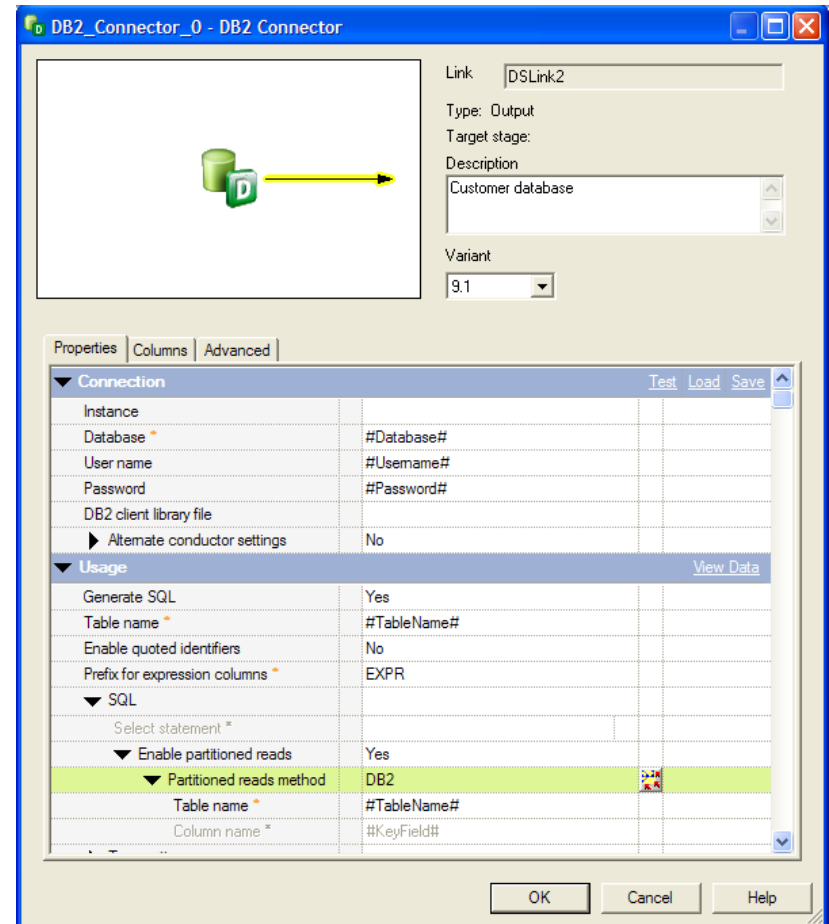 DB2_Connector_0 - DB2 Connector
D
Link DSLink2
Type: Output
Target stage:
Description
Customer database
Variant
9.1
Properties Columns Advanced
Connection Test Load Save
Instance
Database * #Database#
User name #Username#
Password #Password#
DB2 client library file
Alternate conductor settings No
Usage View Data
Generate SQL Yes
Table name * #TableName#
Enable quoted identifiers No
Prefix for expression columns * EXPR
SQL
Select statement *
Enable partitioned reads Yes
Partitioned reads method DB2
Table name * #TableName#
Column name * #KeyField#
OK Cancel Help